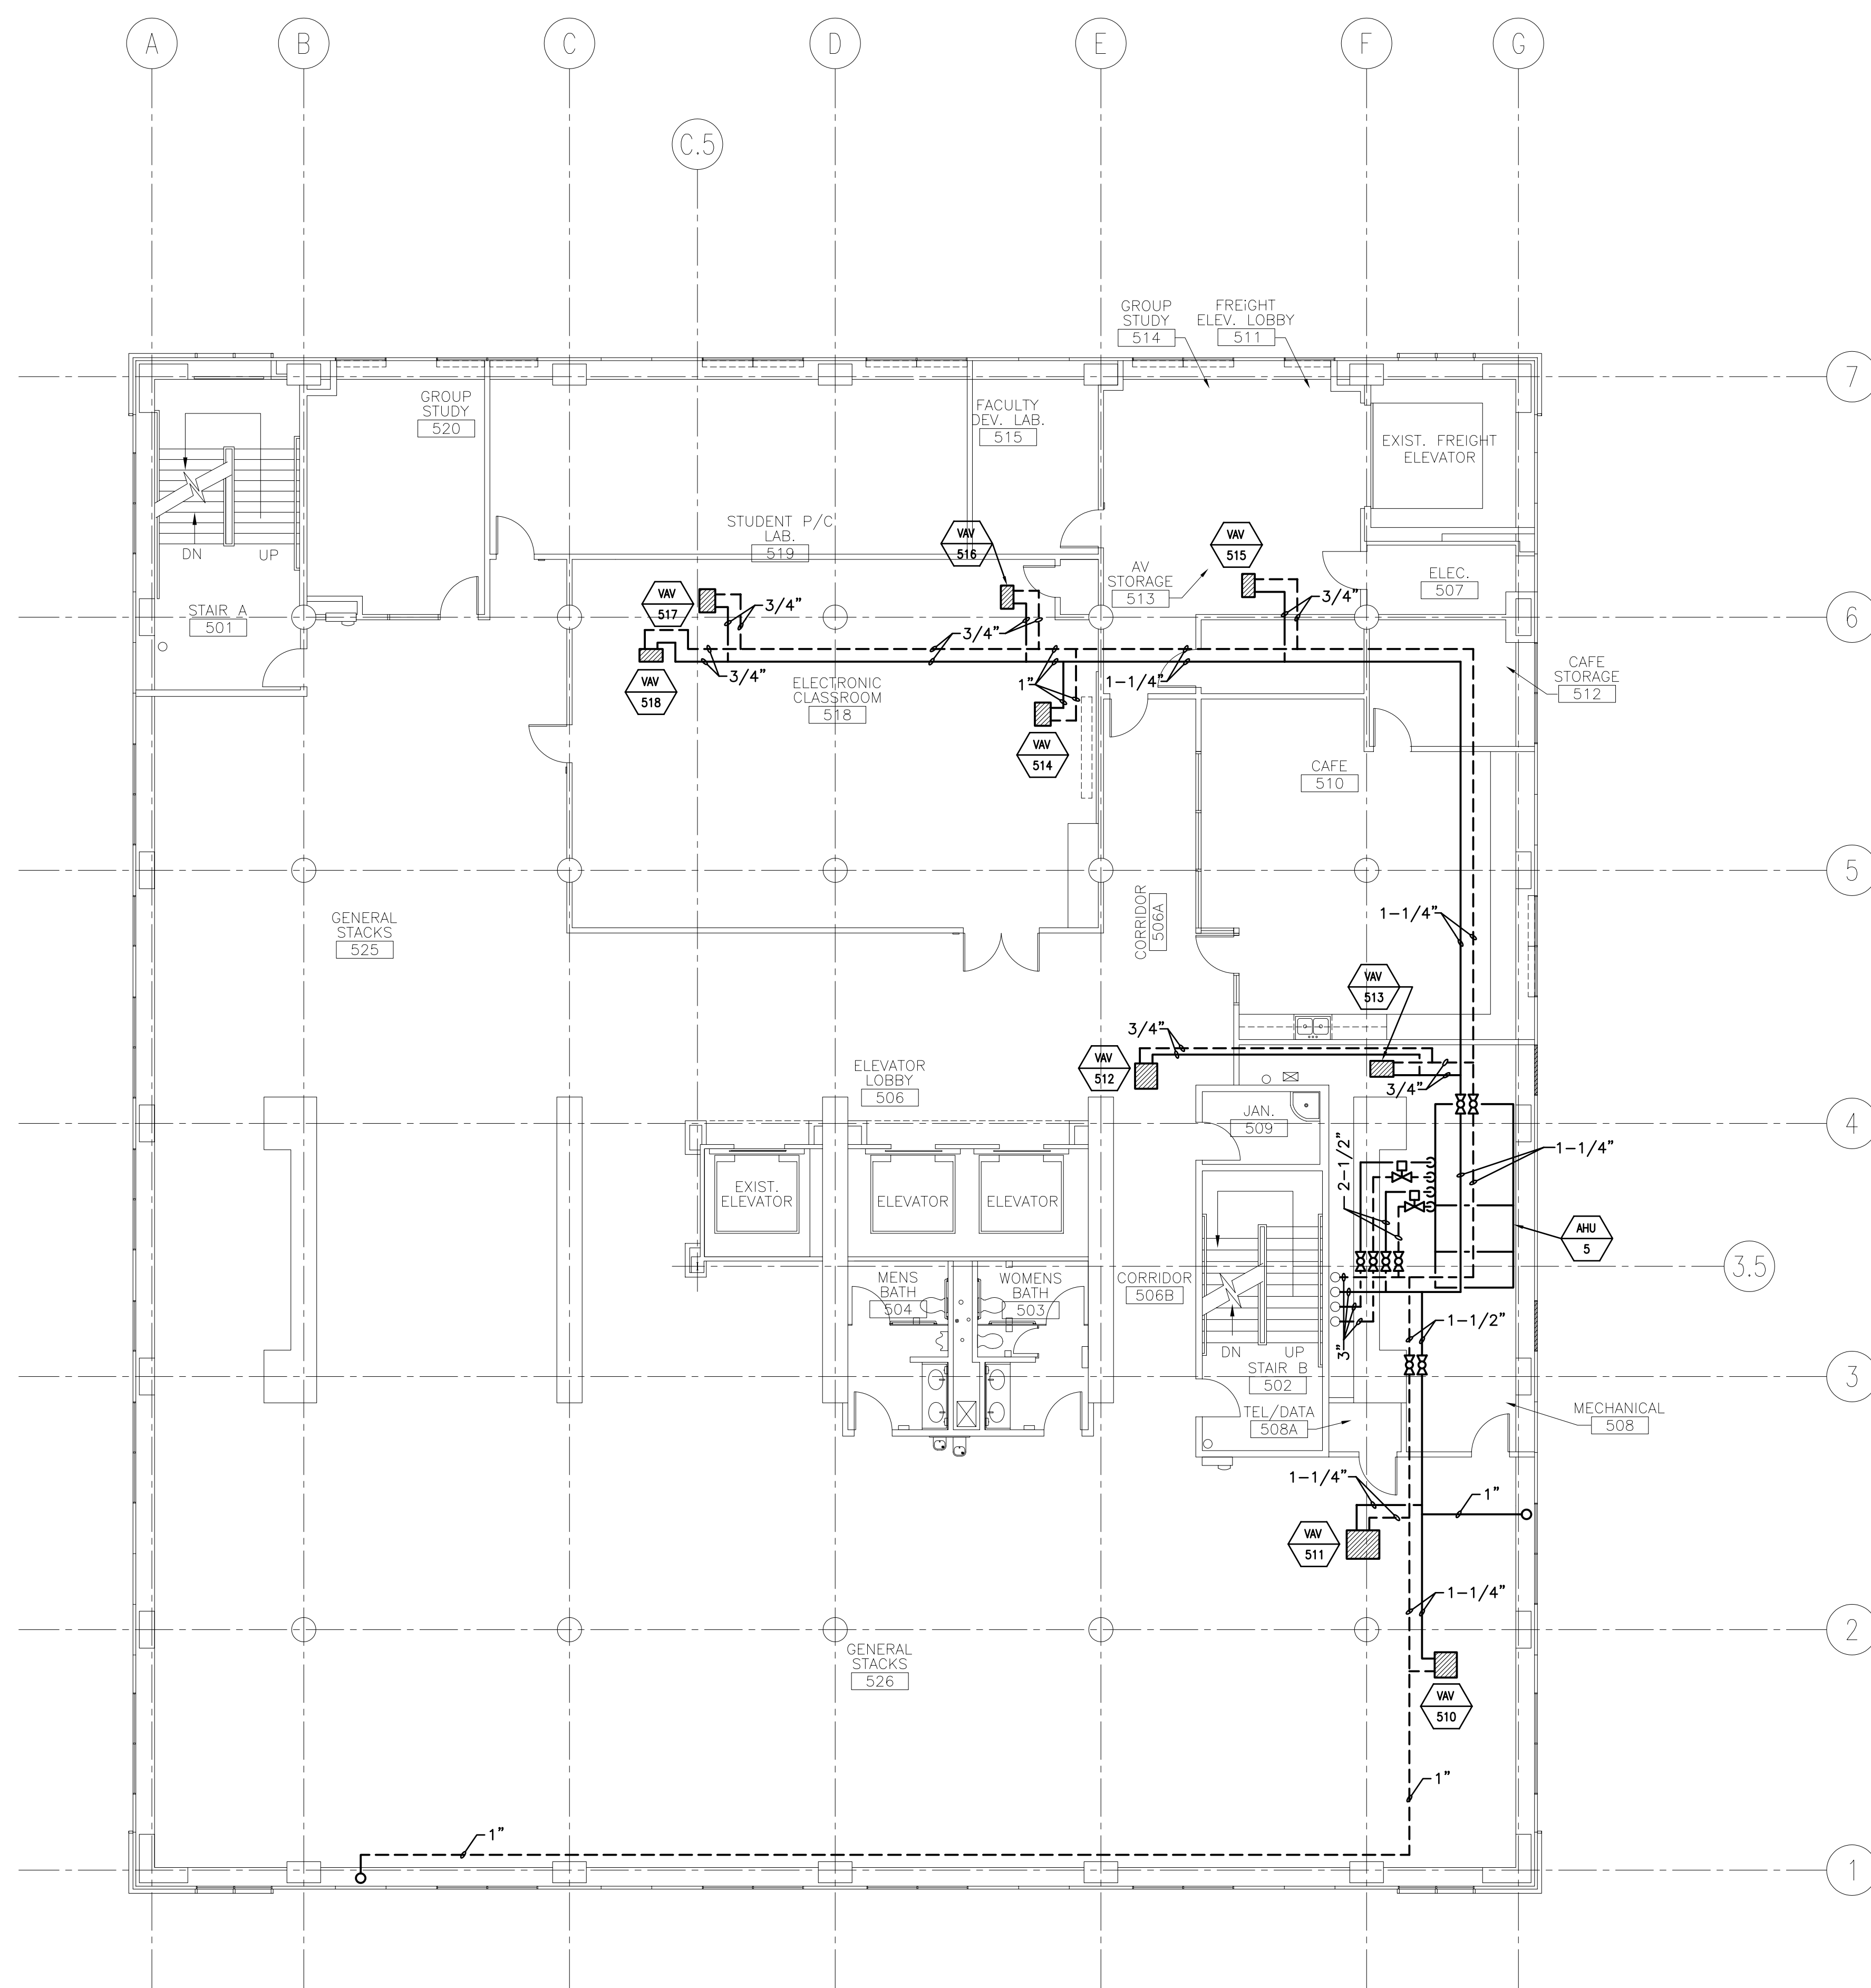 A
B
C
D
E
F
G
C.5
GROUP
STUDY
514
FREiGHT
ELEV. LOBBY
511
7
GROUP
STUDY
520
FACULTY
DEV. LAB.
515
EXIST. FREIGHT
ELEVATOR
DN
UP
STUDENT P/C
LAB.
519
VAV
516
VAV
515
AV
STORAGE
513
ELEC.
507
STAIR A
501
VAV
517
3/4"
3/4"
3/4"
6
VAV
518
3/4"
ELECTRONIC
CLASSROOM
518
1"
1-1/4"
CAFE
STORAGE
512
VAV
514
CAFE
510
5
GENERAL
STACKS
525
CORRIDOR
506A
1-1/4"
VAV
513
3/4"
VAV
512
3/4"
ELEVATOR
LOBBY
506
JAN.
509
4
2-1/2"
1-1/4"
EXIST.
ELEVATOR
ELEVATOR
ELEVATOR
AHU
5
3.5
MENS
BATH
504
WOMENS
BATH
503
CORRIDOR
506B
3"
1-1/2"
DN
UP
STAIR B
502
3
TEL/DATA
508A
MECHANICAL
508
1-1/4"
1"
VAV
511
1-1/4"
2
GENERAL
STACKS
526
VAV
510
1"
1"
1